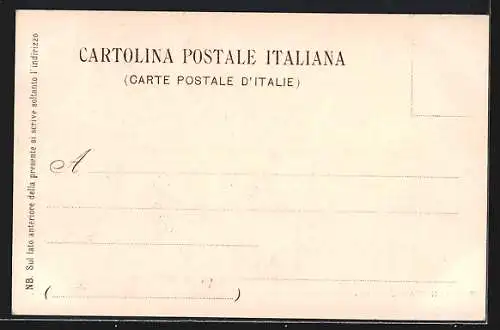 CARTOLINA POSTALE ITALIANA
(CARTE POSTALE D'ITALIE)
A
( )
NB. Sul lato anteriore della presente si scrive soltanto l'indirizzo